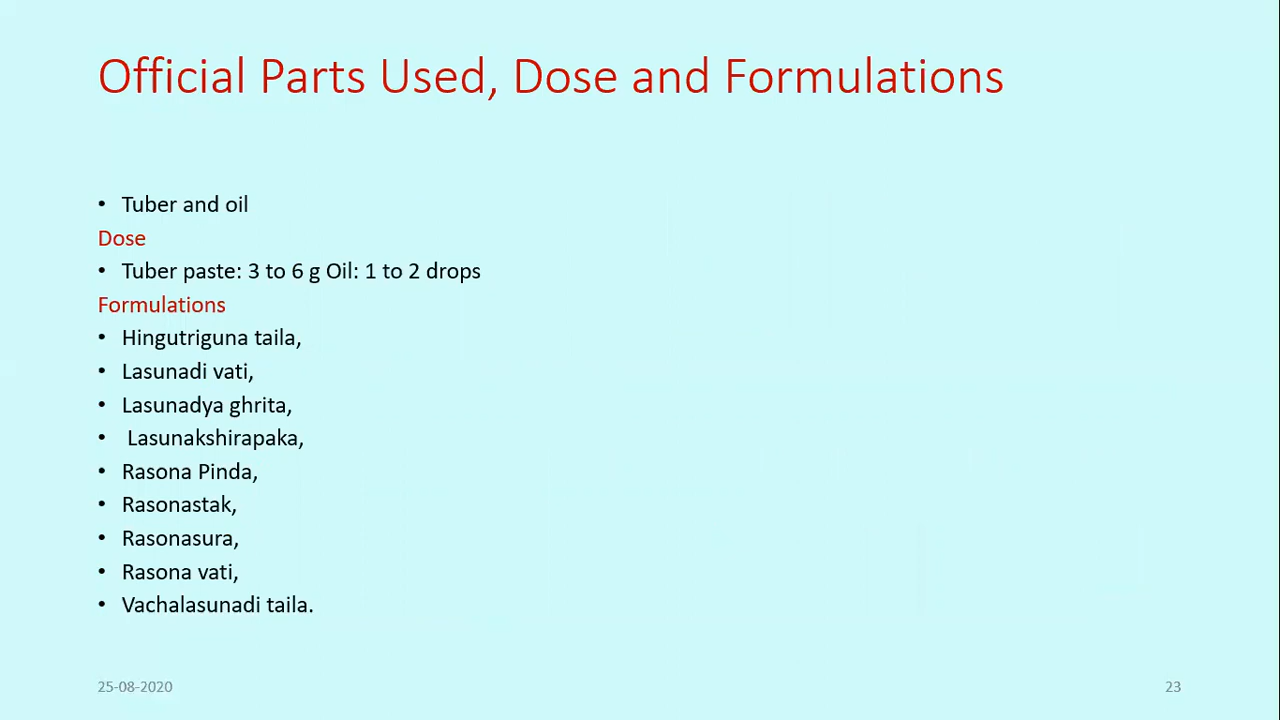 Official Parts Used, Dose and Formulations
• Tuber and oil
Dose
• Tuber paste: 3 to 6 g Oil: 1 to 2 drops
Formulations
• Hingutriguna taila,
• Lasunadi vati,
• Lasunadya ghrita,
• Lasunakshirapaka,
• Rasona Pinda,
• Rasonastak,
• Rasonasura,
• Rasona vati,
• Vachalasunadi taila.
25-08-2020
23